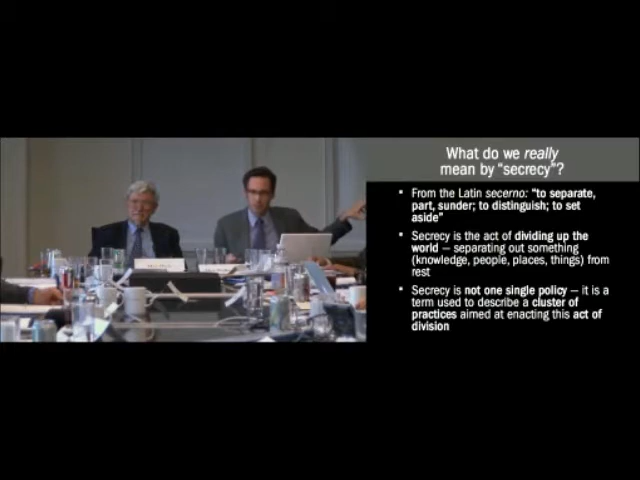 What do we really
mean by “secrecy”?
▪ From the Latin secerno: “to separate,
part, sunder; to distinguish; to set
aside”
▪ Secrecy is the act of dividing up the
world — separating out something
(knowledge, people, places, things) from
rest
▪ Secrecy is not one single policy — it is a
term used to describe a cluster of
practices aimed at enacting this act of
division